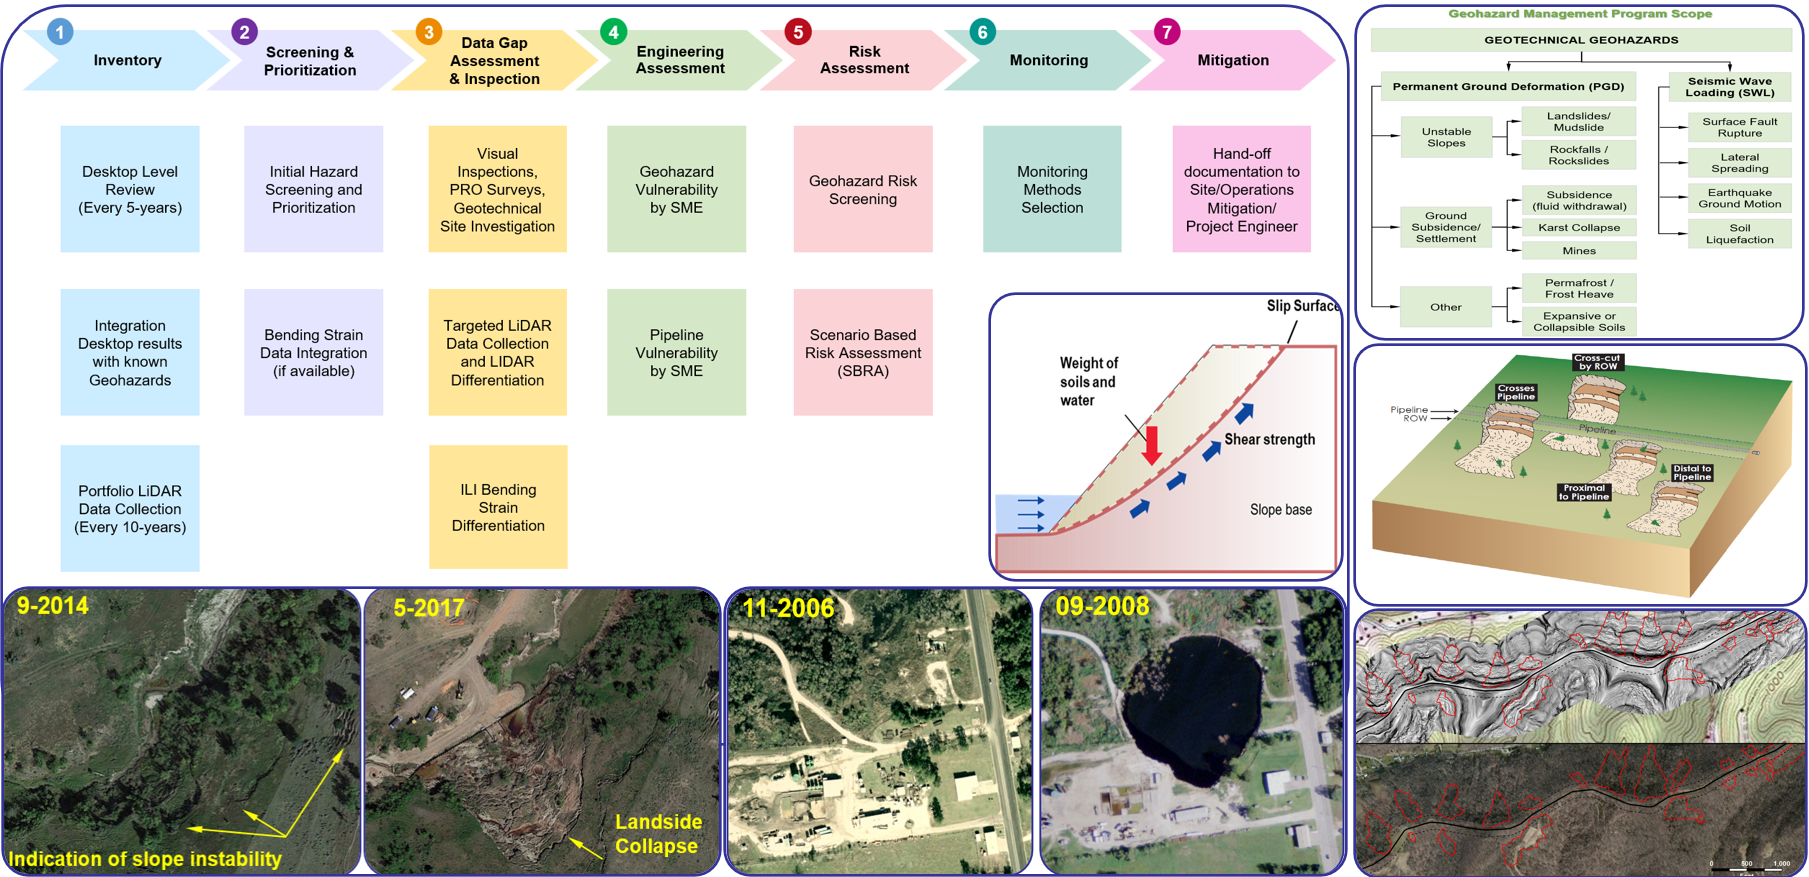 1
Inventory
2
Screening &
Prioritization
3
Data Gap
Assessment
& Inspection
4
Engineering
Assessment
5
Risk
Assessment
6
Monitoring
7
Mitigation
Desktop Level
Review
(Every 5-years)
Initial Hazard
Screening and
Prioritization
Visual
Inspections,
PRO Surveys,
Geotechnical
Site Investigation
Geohazard
Vulnerability
by SME
Geohazard Risk
Screening
Monitoring
Methods
Selection
Hand-off
documentation to
Site/Operations
Mitigation/
Project Engineer
Integration
Desktop results
with known
Geohazards
Bending Strain
Data Integration
(if available)
Targeted LiDAR
Data Collection
and LIDAR
Differentiation
Pipeline
Vulnerability
by SME
Scenario Based
Risk Assessment
(SBRA)
Portfolio LiDAR
Data Collection
(Every 10-years)
ILI Bending
Strain
Differentiation
Slip Surface
Weight of
soils and
water
Shear strength
Slope base
Geohazard Management Program Scope
GEOTECHNICAL GEOHAZARDS
Permanent Ground Deformation (PGD)
Seismic Wave
Loading (SWL)
Unstable
Slopes
Landslides/
Mudslide
Rockfalls /
Rockslides
Ground
Subsidence/
Settlement
Subsidence
(fluid withdrawal)
Karst Collapse
Mines
Other
Permafrost /
Frost Heave
Expansive or
Collapsible Soils
Surface Fault
Rupture
Lateral
Spreading
Earthquake
Ground Motion
Soil
Liquefaction
Cross-cut
by ROW
Crosses
Pipeline
Pipeline
ROW
Pipeline
Proximal
to Pipeline
Distal to
Pipeline
9-2014
Indication of slope instability
5-2017
Landside
Collapse
11-2006
09-2008
1000
0 500 1,000